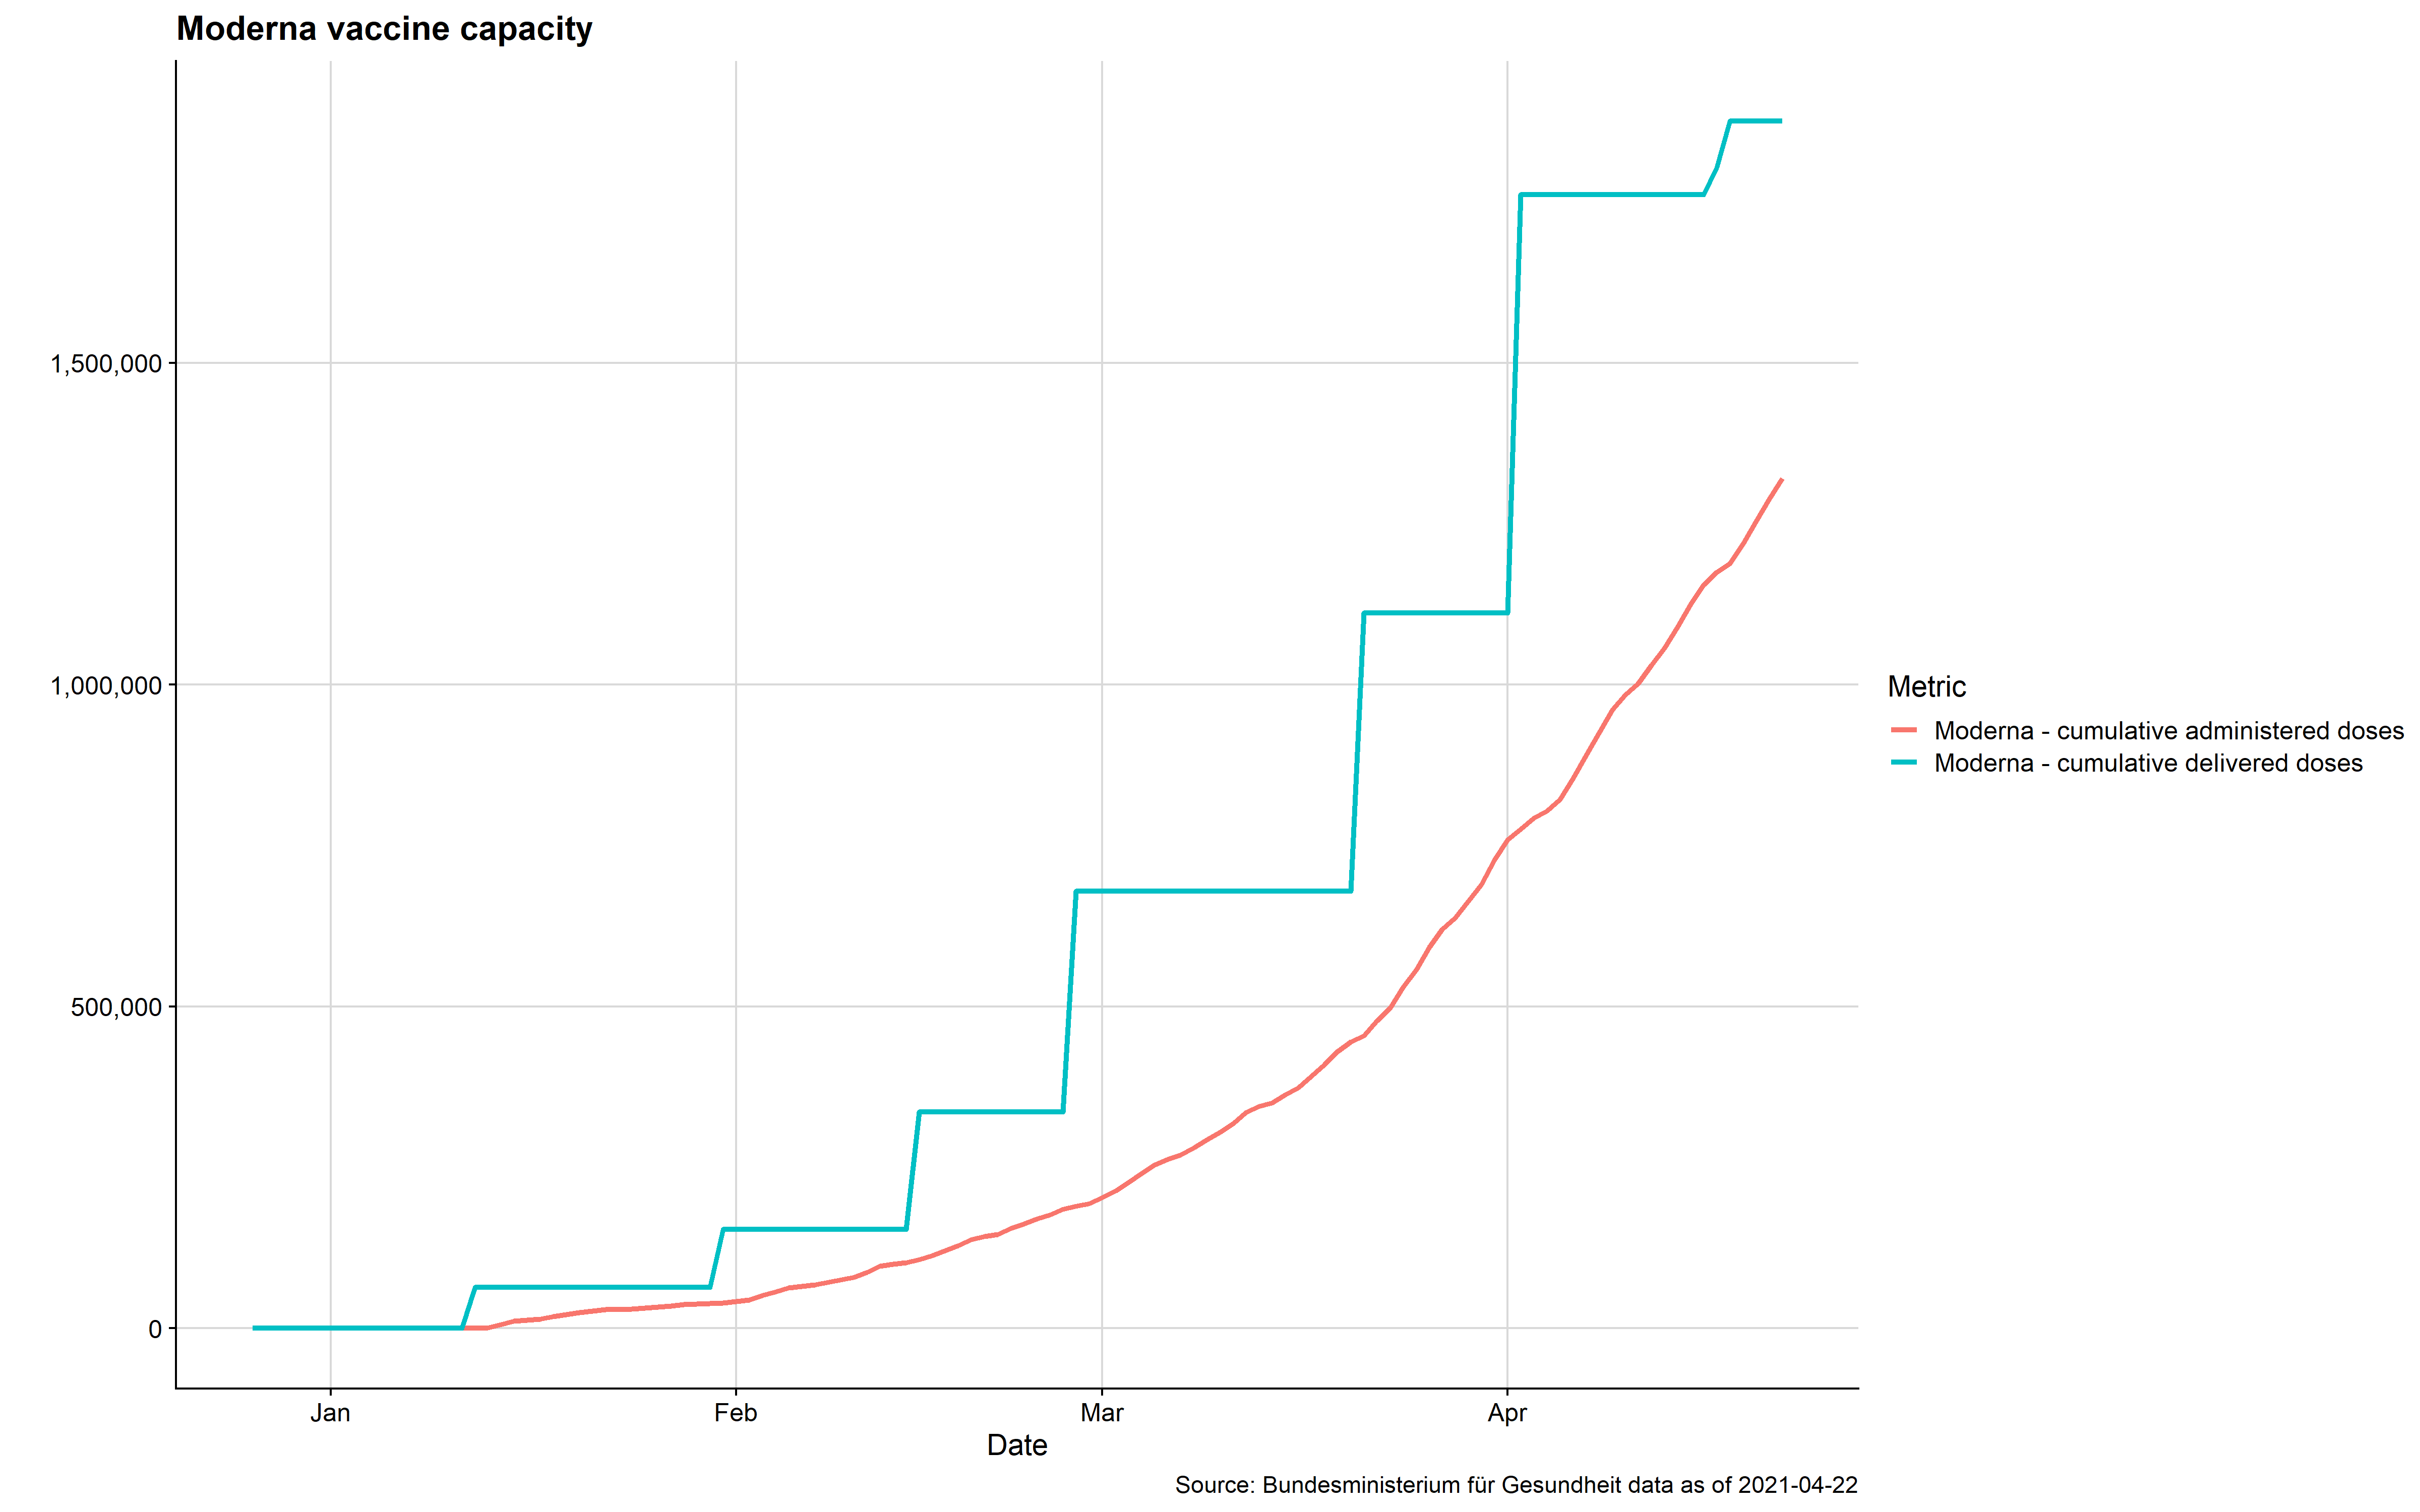 Moderna vaccine capacity
1,500,000
1,000,000
500,000
0
Jan
Feb
Mar
Apr
Date
Metric
Moderna - cumulative administered doses
Moderna - cumulative delivered doses
Source: Bundesministerium für Gesundheit data as of 2021-04-22